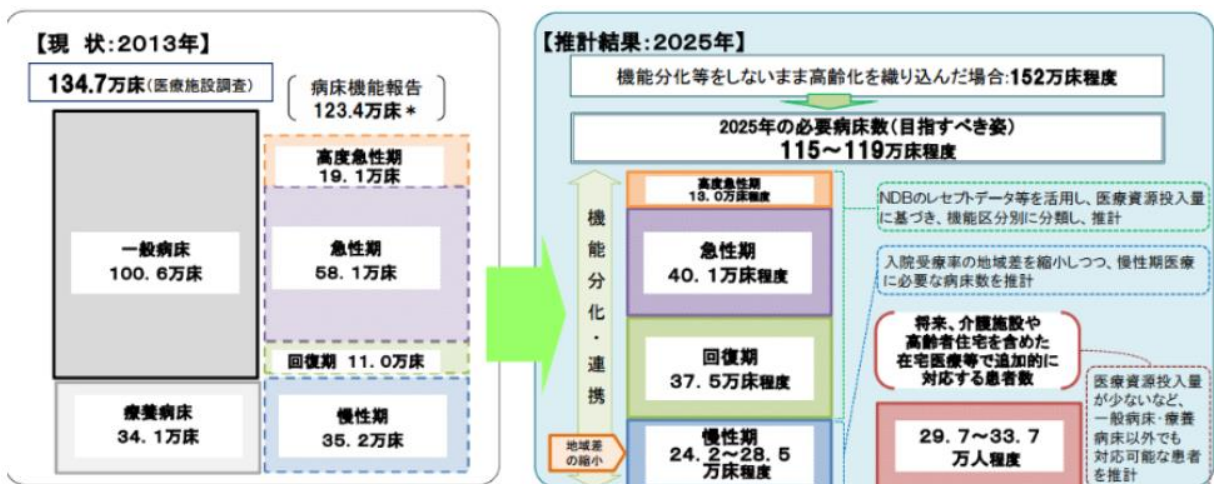 【現 状:2013年】
134.7万床(医療施設調査)
病床機能報告
123.4万床*
高度急性期
19.1万床
一般病床
100.6万床
急性期
58.1万床
回復期 11.0万床
療養病床
34.1万床
慢性期
35.2万床
【推計結果:2025年】
機能分化等をしないまま高齢化を織り込んだ場合:152万床程度
2025年の必要病床数(目指すべき姿)
115~119万床程度
機能分化・連携
地域差
の縮小
高度急性期
13.0万床程度
急性期
40.1万床程度
回復期
37.5万床程度
慢性期
24.2~28.5
万床程度
NDBのレセプトデータ等を活用し、医療資源投入量
に基づき、機能区分別に分類し、推計
入院受療率の地域差を縮小しつつ、慢性期医療
に必要な病床数を推計
将来、介護施設や
高齢者住宅を含めた
在宅医療等で追加的に
対応する患者数
29.7~33.7
万人程度
医療資源投入量
が少ないなど、
一般病床・療養
病床以外でも
対応可能な患者
を推計